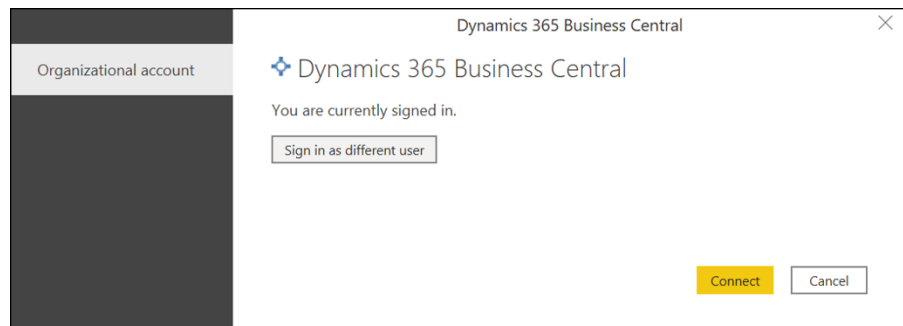 Dynamics 365 Business Central
Organizational account
Dynamics 365 Business Central
You are currently signed in.
Sign in as different user
Connect
Cancel